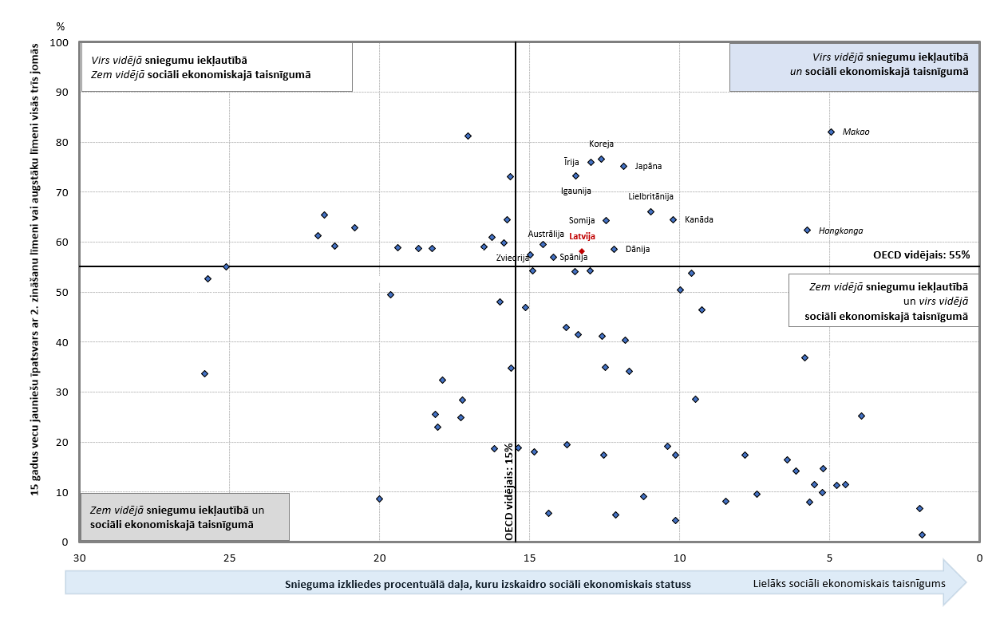 %
100
90
80
70
60
50
40
30
20
10
0
15 gadus vecu jauniešu īpatsvars ar 2. zināšanu līmeni vai augstāku līmeni visās trīs jomās
Virs vidējā sniegumu iekļautībā
Zem vidējā sociāli ekonomiskajā taisnīgumā
Virs vidējā sniegumu iekļautībā
un sociāli ekonomiskajā taisnīgumā
Makao
Koreja
Īrija
Japāna
Igaunija
Lielbritānija
Somija
Kanāda
Hongkonga
Austrālija
Latvija
Dānija
Zviedrija
Spānija
OECD vidējais: 55%
Zem vidējā sniegumu iekļautībā
un virs vidējā
sociāli ekonomiskajā taisnīgumā
OECD vidējais: 15%
Zem vidējā sniegumu iekļautībā un
sociāli ekonomiskajā taisnīgumā
30 25 20 15 10 5 0
Snieguma izkliedes procentuālā daļa, kuru izskaidro sociāli ekonomiskais statuss
Lielāks sociāli ekonomiskais taisnīgums